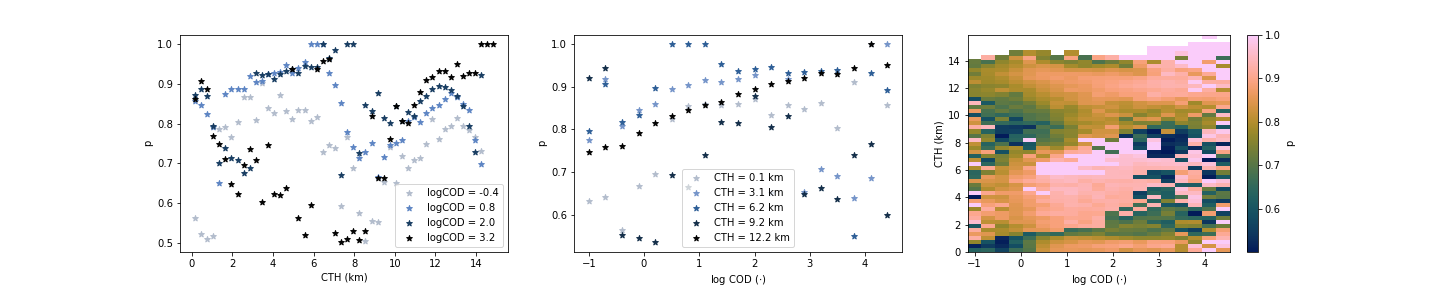 1.0
0.9
0.8
0.7
0.6
0.5
p
0 2 4 6 8 10 12 14
CTH (km)
logCOD = -0.4
logCOD = 0.8
logCOD = 2.0
logCOD = 3.2
1.0
0.9
0.8
0.7
0.6
p
−1 0 1 2 3 4
log COD (·)
CTH = 0.1 km
CTH = 3.1 km
CTH = 6.2 km
CTH = 9.2 km
CTH = 12.2 km
14
12
10
8
6
4
2
0
CTH (km)
−1 0 1 2 3 4
log COD (·)
1.0
0.9
0.8
0.7
0.6
p